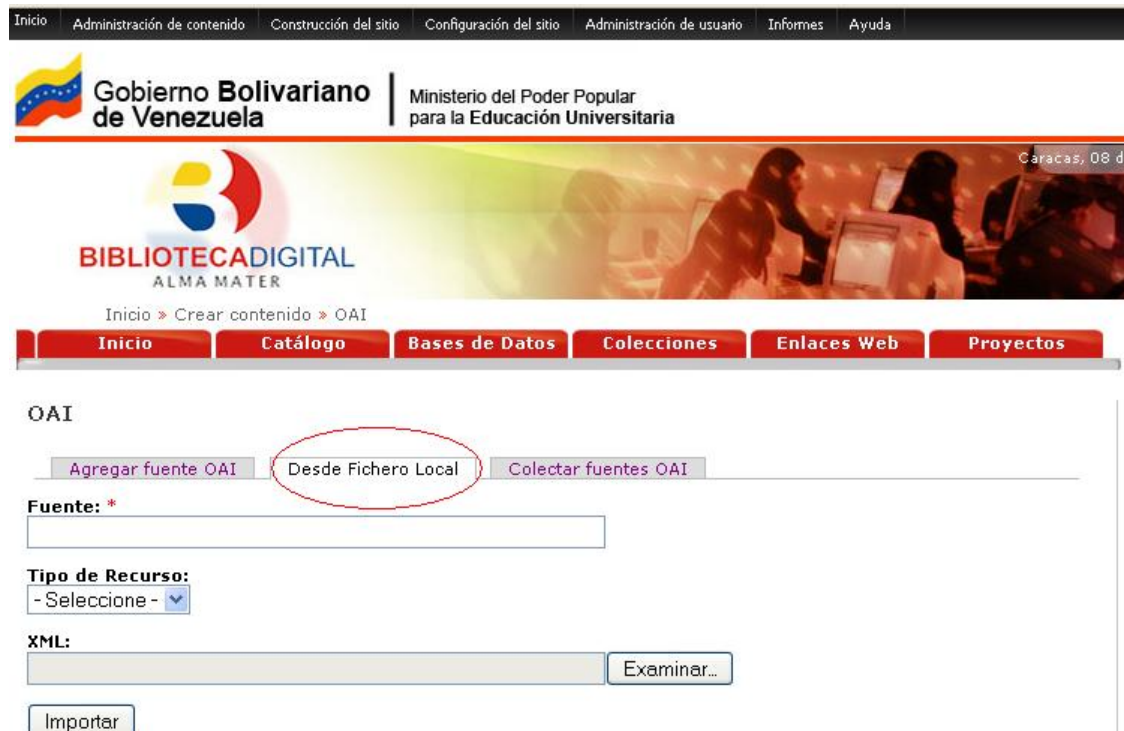 Inicio Administración de contenido Construcción del sitio Configuración del sitio Administración de usuario Informes Ayuda
Gobierno Bolivariano de Venezuela
Ministerio del Poder Popular
para la Educación Universitaria
Caracas, 08 d
BIBLIOTECADIGITAL
ALMA MATER
Inicio » Crear contenido » OAI
Inicio Catálogo Bases de Datos Colecciones Enlaces Web Proyectos
OAI
Agregar fuente OAI Desde Fichero Local Colectar fuentes OAI
Fuente: *
Tipo de Recurso:
- Seleccione -
XML:
Examinar...
Importar